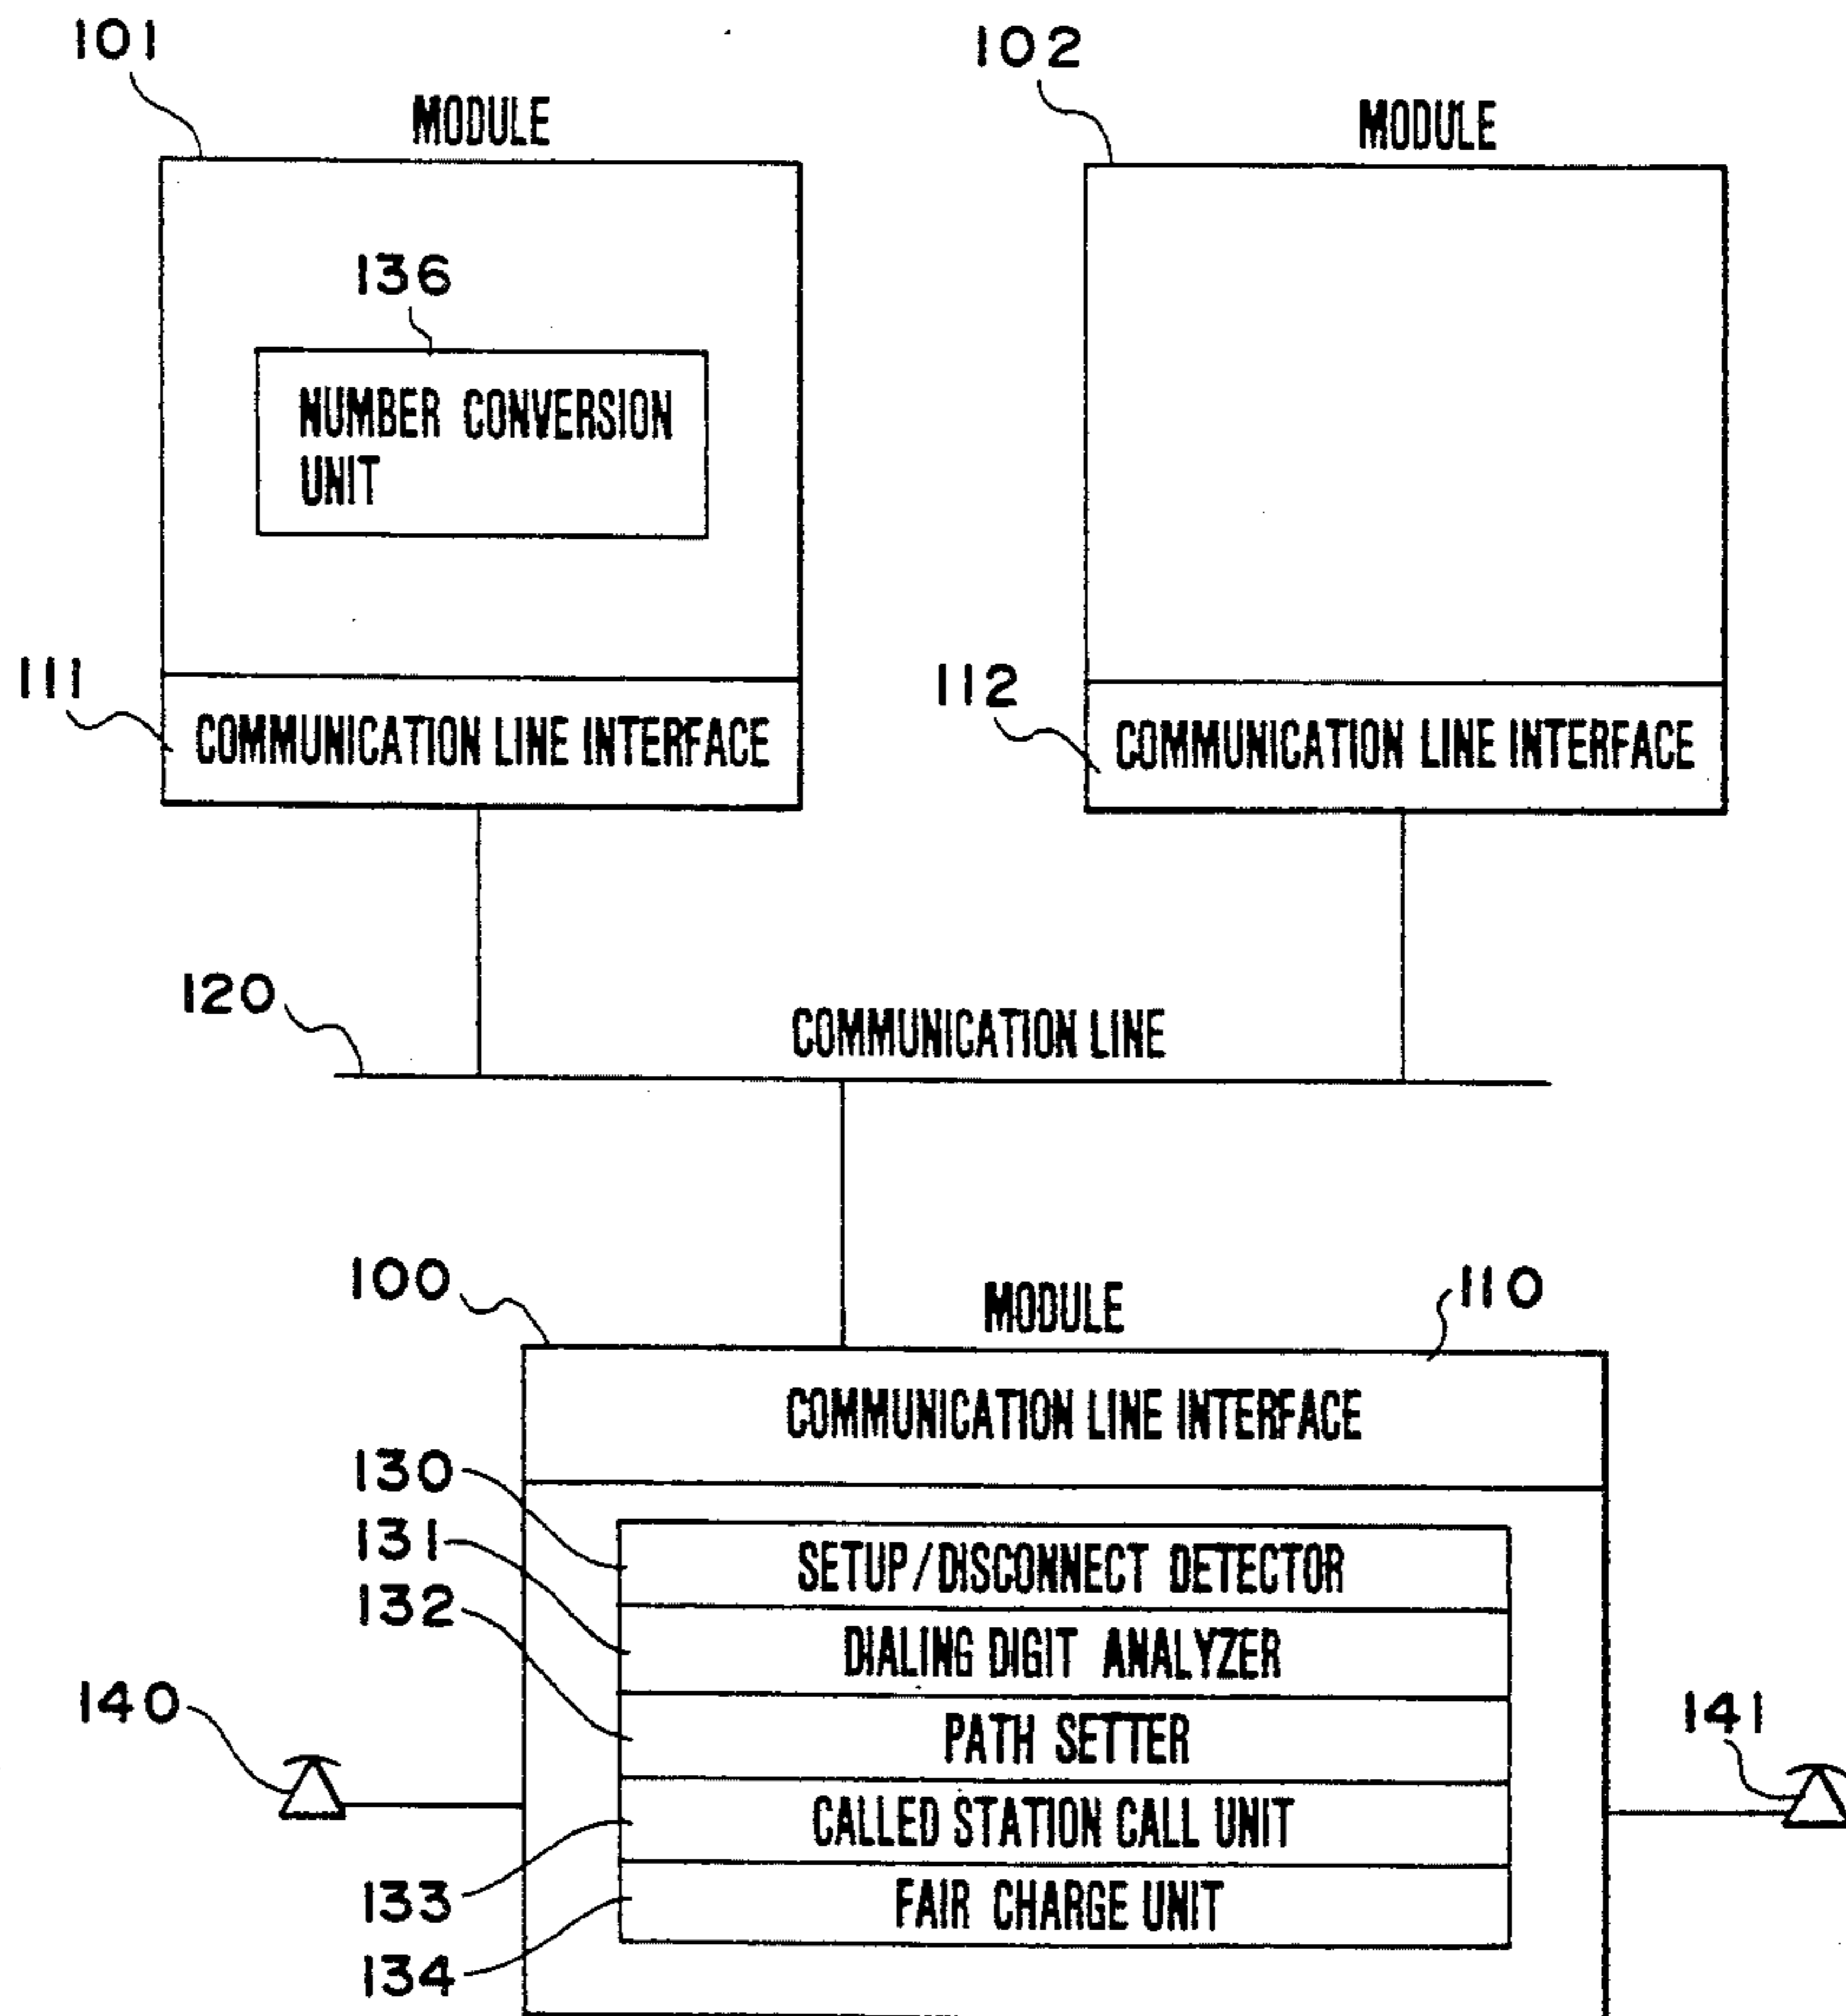 101
102
MODULE
MODULE
136
NUMBER CONVERSION
UNIT
111
112
COMMUNICATION LINE INTERFACE
COMMUNICATION LINE INTERFACE
120
COMMUNICATION LINE
100
MODULE
110
COMMUNICATION LINE INTERFACE
130
SETUP/DISCONNECT DETECTOR
131
DIALING DIGIT ANALYZER
132
PATH SETTER
140
141
CALLED STATION CALL UNIT
133
FAIR CHARGE UNIT
134